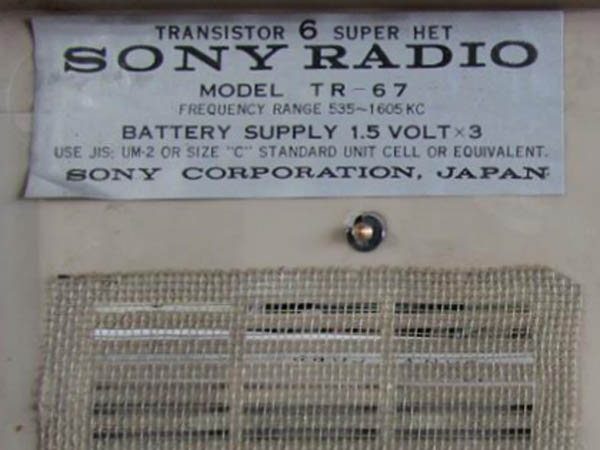 TRANSISTOR 6 SUPER HET
SONY RADIO
MODEL TR-67
FREQUENCY RANGE 535~1605 KC
BATTERY SUPPLY 1.5 VOLT×3
USE JIS: UM-2 OR SIZE "C" STANDARD UNIT CELL OR EQUIVALENT.
SONY CORPORATION, JAPAN